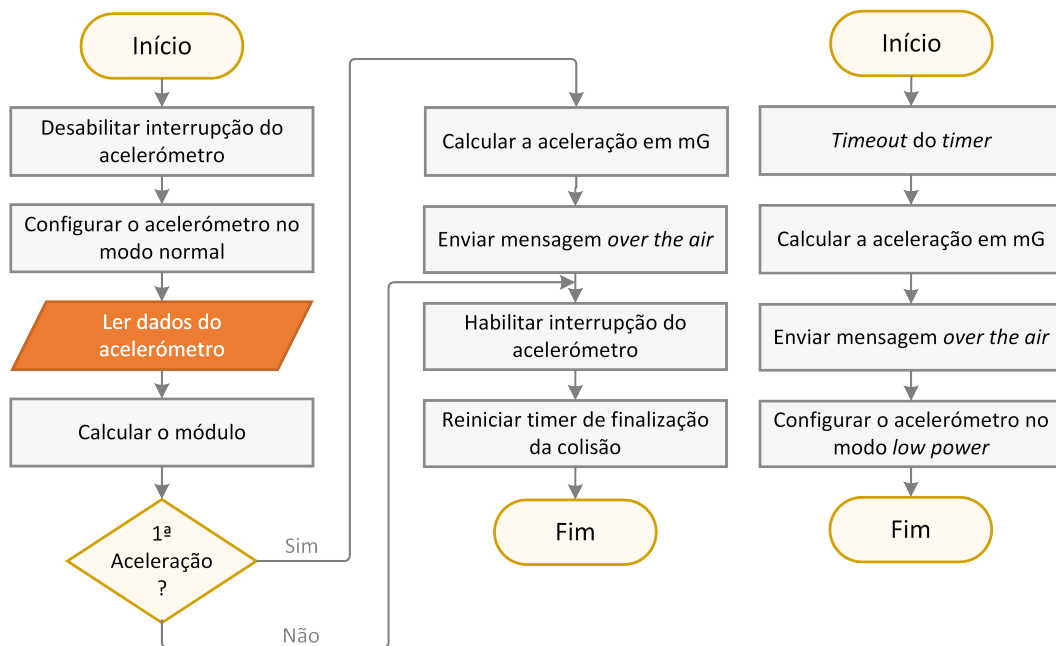 Início
Desabilitar interrupção do
acelerómetro
Configurar o acelerómetro no
modo normal
Ler dados do
acelerómetro
Calcular o módulo
1ª
Aceleração
?
Sim
Não
Calcular a aceleração em mG
Enviar mensagem over the air
Habilitar interrupção do
acelerómetro
Reiniciar timer de finalização
da colisão
Fim
Início
Timeout do timer
Calcular a aceleração em mG
Enviar mensagem over the air
Configurar o acelerómetro no
modo low power
Fim